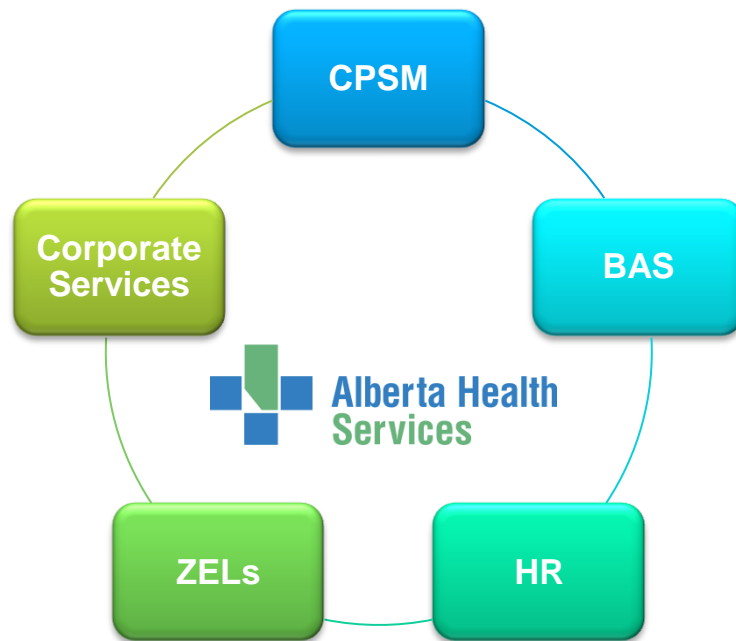 CPSM
Corporate
Services
BAS
Alberta Health
Services
ZELs
HR